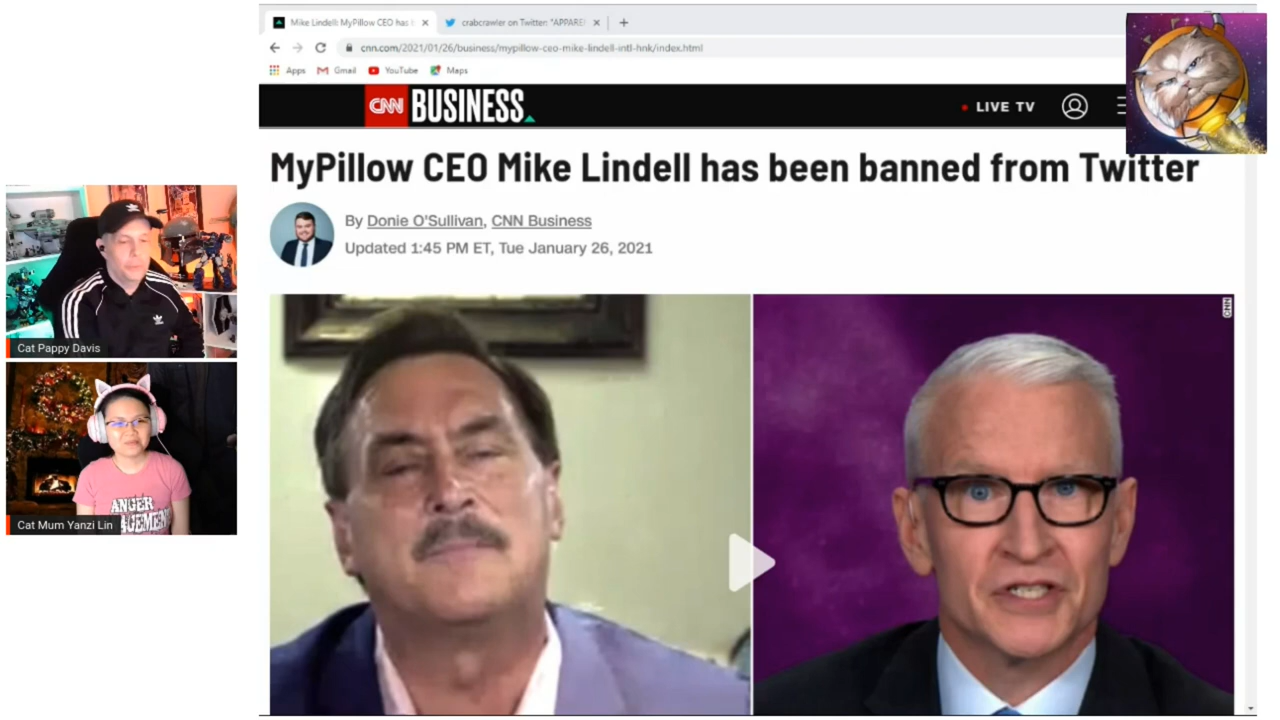 Mike Lindell: MyPillow CEO has
crabcrawler on Twitter: "APPARE
cnn.com/2021/01/26/business/mypillow-ceo-mike-lindell-intl-hnk/index.html
Apps Gmail YouTube Maps
CNN BUSINESS
LIVE TV
MyPillow CEO Mike Lindell has been banned from Twitter
By Donie O'Sullivan, CNN Business
Updated 1:45 PM ET, Tue January 26, 2021
CNN
Cat Pappy Davis
ANGER
Cat Mum Yanzi Lin